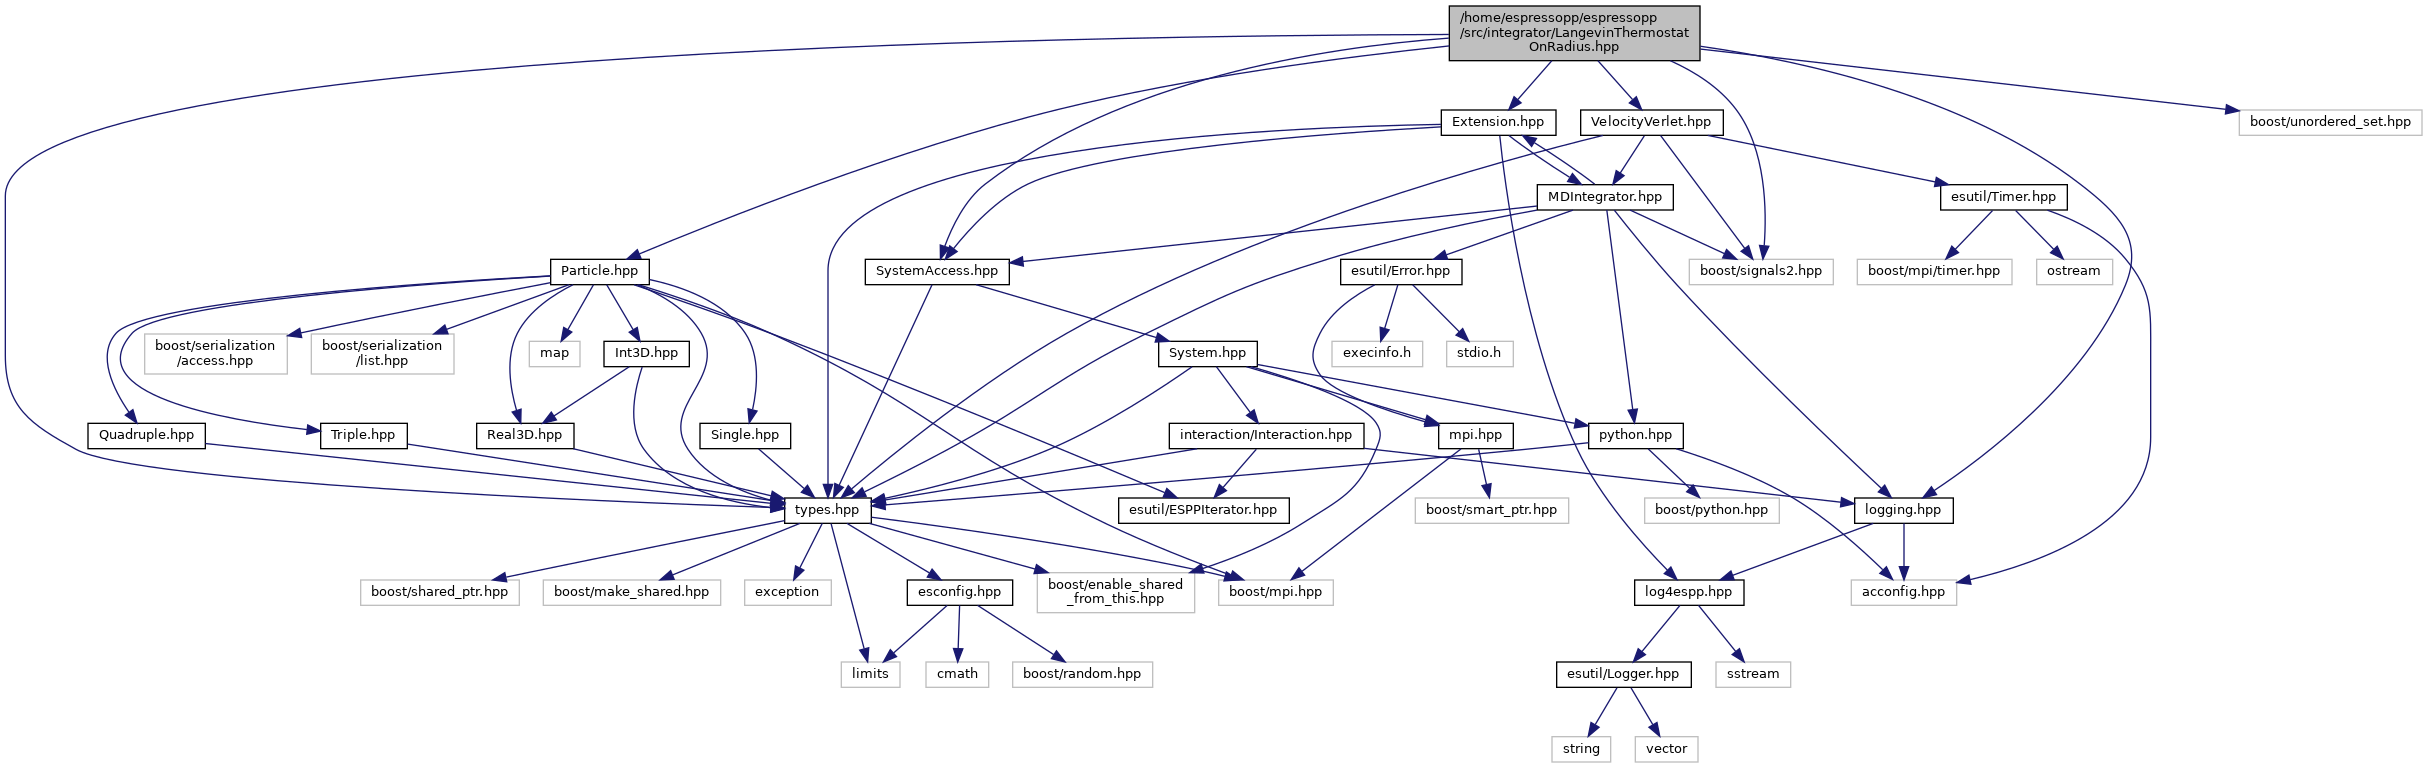 /home/espressopp/espressopp
/src/integrator/LangevinThermostat
OnRadius.hpp
Extension.hpp
VelocityVerlet.hpp
boost/unordered_set.hpp
MDIntegrator.hpp
esutil/Timer.hpp
Particle.hpp
SystemAccess.hpp
esutil/Error.hpp
boost/signals2.hpp
boost/mpi/timer.hpp
ostream
boost/serialization
/access.hpp
boost/serialization
/list.hpp
map
Int3D.hpp
System.hpp
execinfo.h
stdio.h
Quadruple.hpp
Triple.hpp
Real3D.hpp
Single.hpp
interaction/Interaction.hpp
mpi.hpp
python.hpp
types.hpp
esutil/ESPPIterator.hpp
boost/smart_ptr.hpp
boost/python.hpp
logging.hpp
boost/shared_ptr.hpp
boost/make_shared.hpp
exception
esconfig.hpp
boost/enable_shared
_from_this.hpp
boost/mpi.hpp
log4espp.hpp
acconfig.hpp
limits
cmath
boost/random.hpp
esutil/Logger.hpp
sstream
string
vector